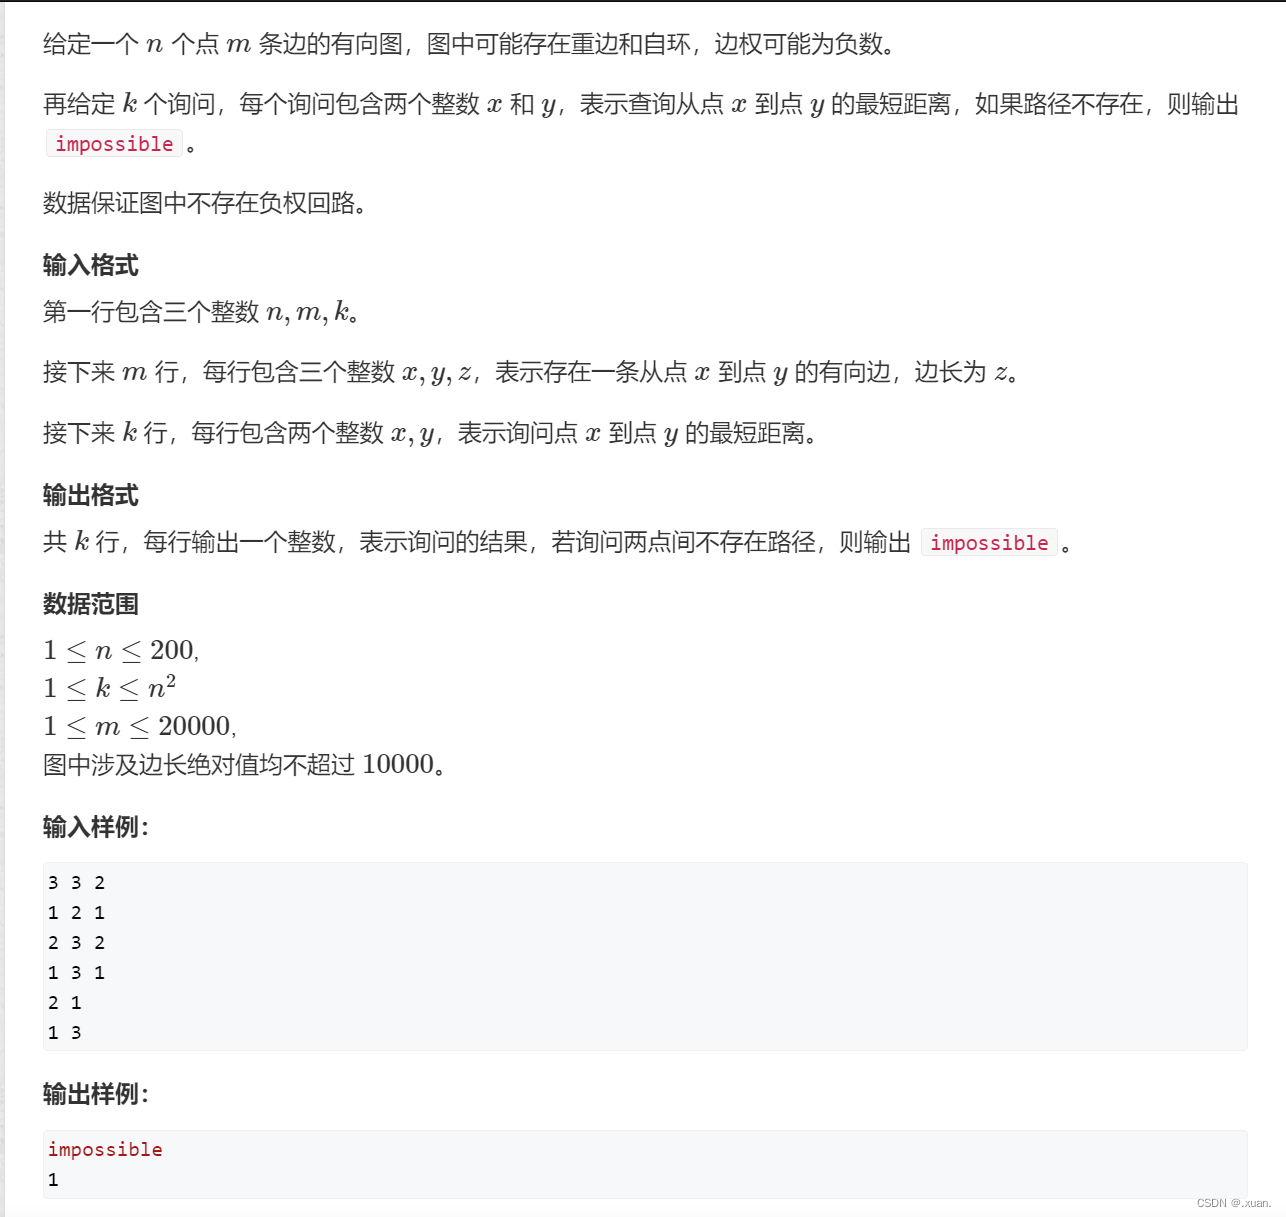 给定一个 n 个点 m 条边的有向图，图中可能存在重边和自环，边权可能为负数。
再给定 k 个询问，每个询问包含两个整数 x 和 y，表示查询从点 x 到点 y 的最短距离，如果路径不存在，则输出
impossible 。
数据保证图中不存在负权回路。
输入格式
第一行包含三个整数 n, m, k。
接下来 m 行，每行包含三个整数 x, y, z，表示存在一条从点 x 到点 y 的有向边，边长为 z。
接下来 k 行，每行包含两个整数 x, y，表示询问点 x 到点 y 的最短距离。
输出格式
共 k 行，每行输出一个整数，表示询问的结果，若询问两点间不存在路径，则输出 impossible 。
数据范围
1 ≤ n ≤ 200,
1 ≤ k ≤ n²
1 ≤ m ≤ 20000,
图中涉及边长绝对值均不超过 10000。
输入样例：
3 3 2
1 2 1
2 3 2
1 3 1
2 1
1 3
输出样例：
impossible
1
CSDN @.xuan.